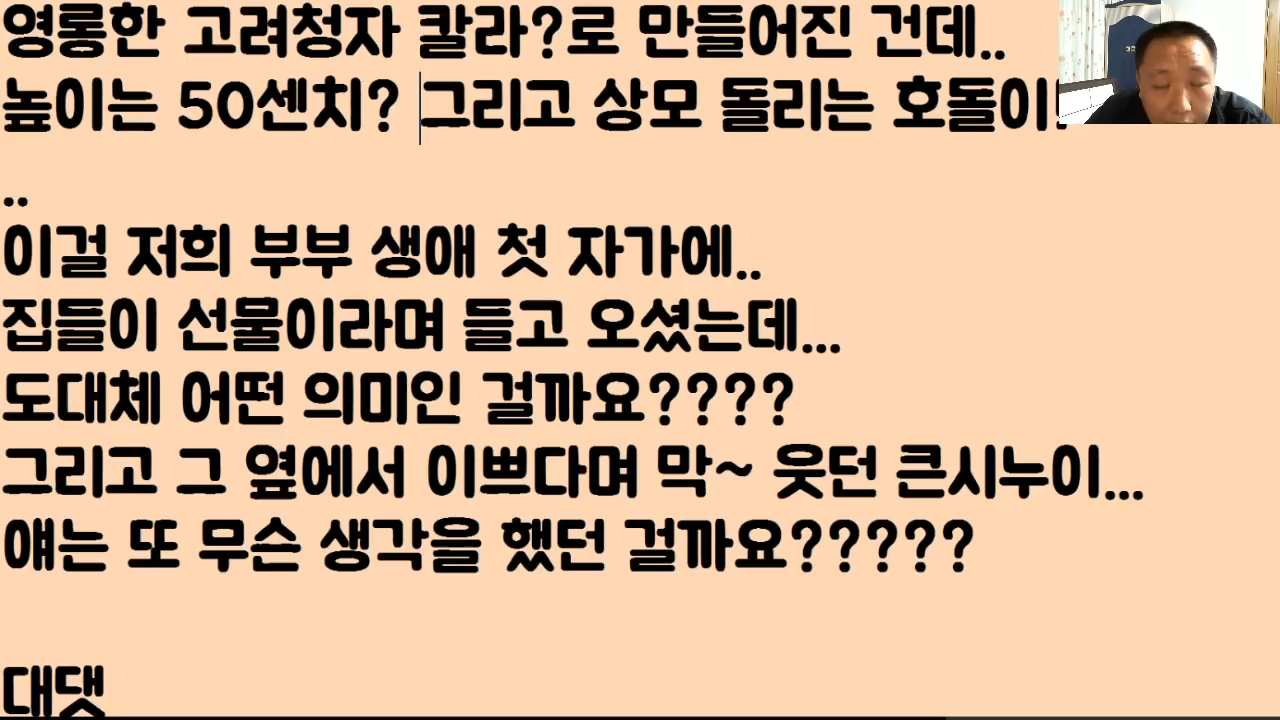 영롱한 고려청자 칼라?로 만들어진 건데..
높이는 50센치? 그리고 상모 돌리는 호돌이!
..
이걸 저희 부부 생애 첫 자가에..
집들이 선물이라며 들고 오셨는데...
도대체 어떤 의미인 걸까요????
그리고 그 옆에서 이쁘다며 막~ 웃던 큰시누이...
얘는 또 무슨 생각을 했던 걸까요?????
대댓